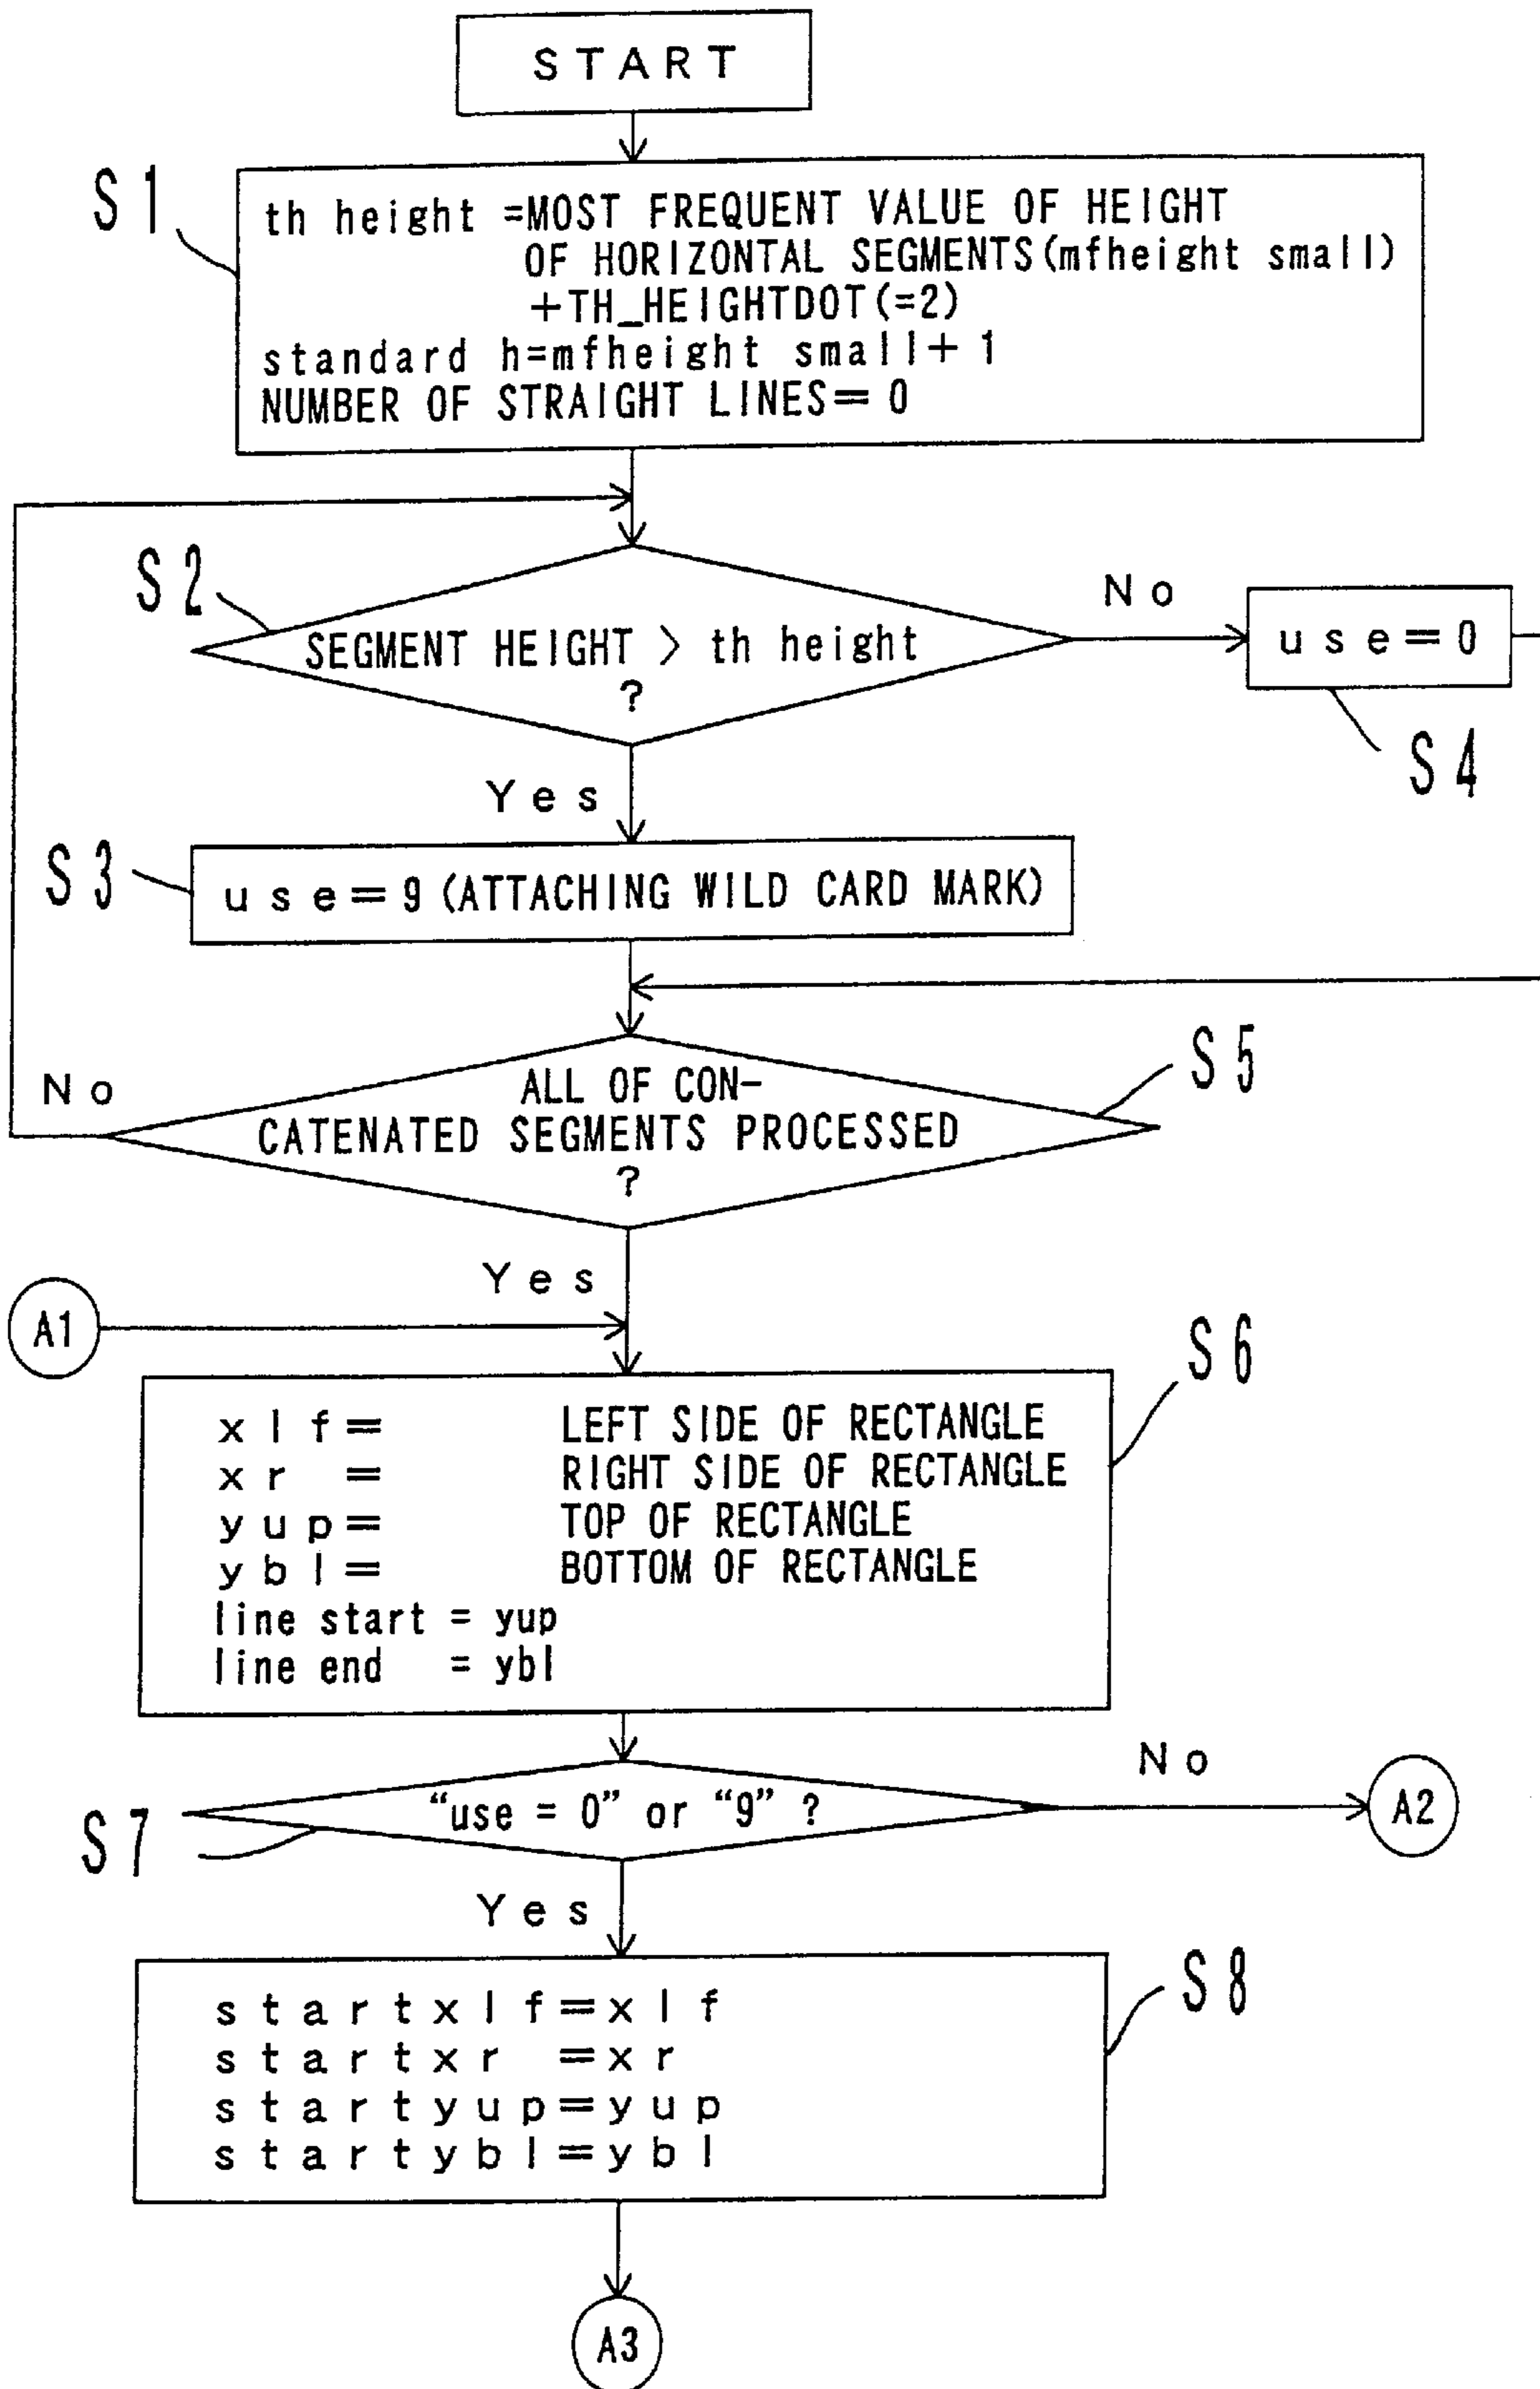 START
S1
th height =MOST FREQUENT VALUE OF HEIGHT
OF HORIZONTAL SEGMENTS(mfheight small)
+TH_HEIGHTDOT(=2)
standard h=mfheight small+1
NUMBER OF STRAIGHT LINES=0
S2
SEGMENT HEIGHT > th height
?
No
use=0
S4
Yes
S3
use=9(ATTACHING WILD CARD MARK)
S5
No
ALL OF CON-
CATENATED SEGMENTS PROCESSED
?
Yes
A1
S6
xlf= LEFT SIDE OF RECTANGLE
xr = RIGHT SIDE OF RECTANGLE
yup= TOP OF RECTANGLE
ybl= BOTTOM OF RECTANGLE
line start = yup
line end = ybl
S7
“use = 0” or “9” ?
No
A2
Yes
S8
startxlf=xlf
startxr =xr
startyup=yup
startybl=ybl
A3